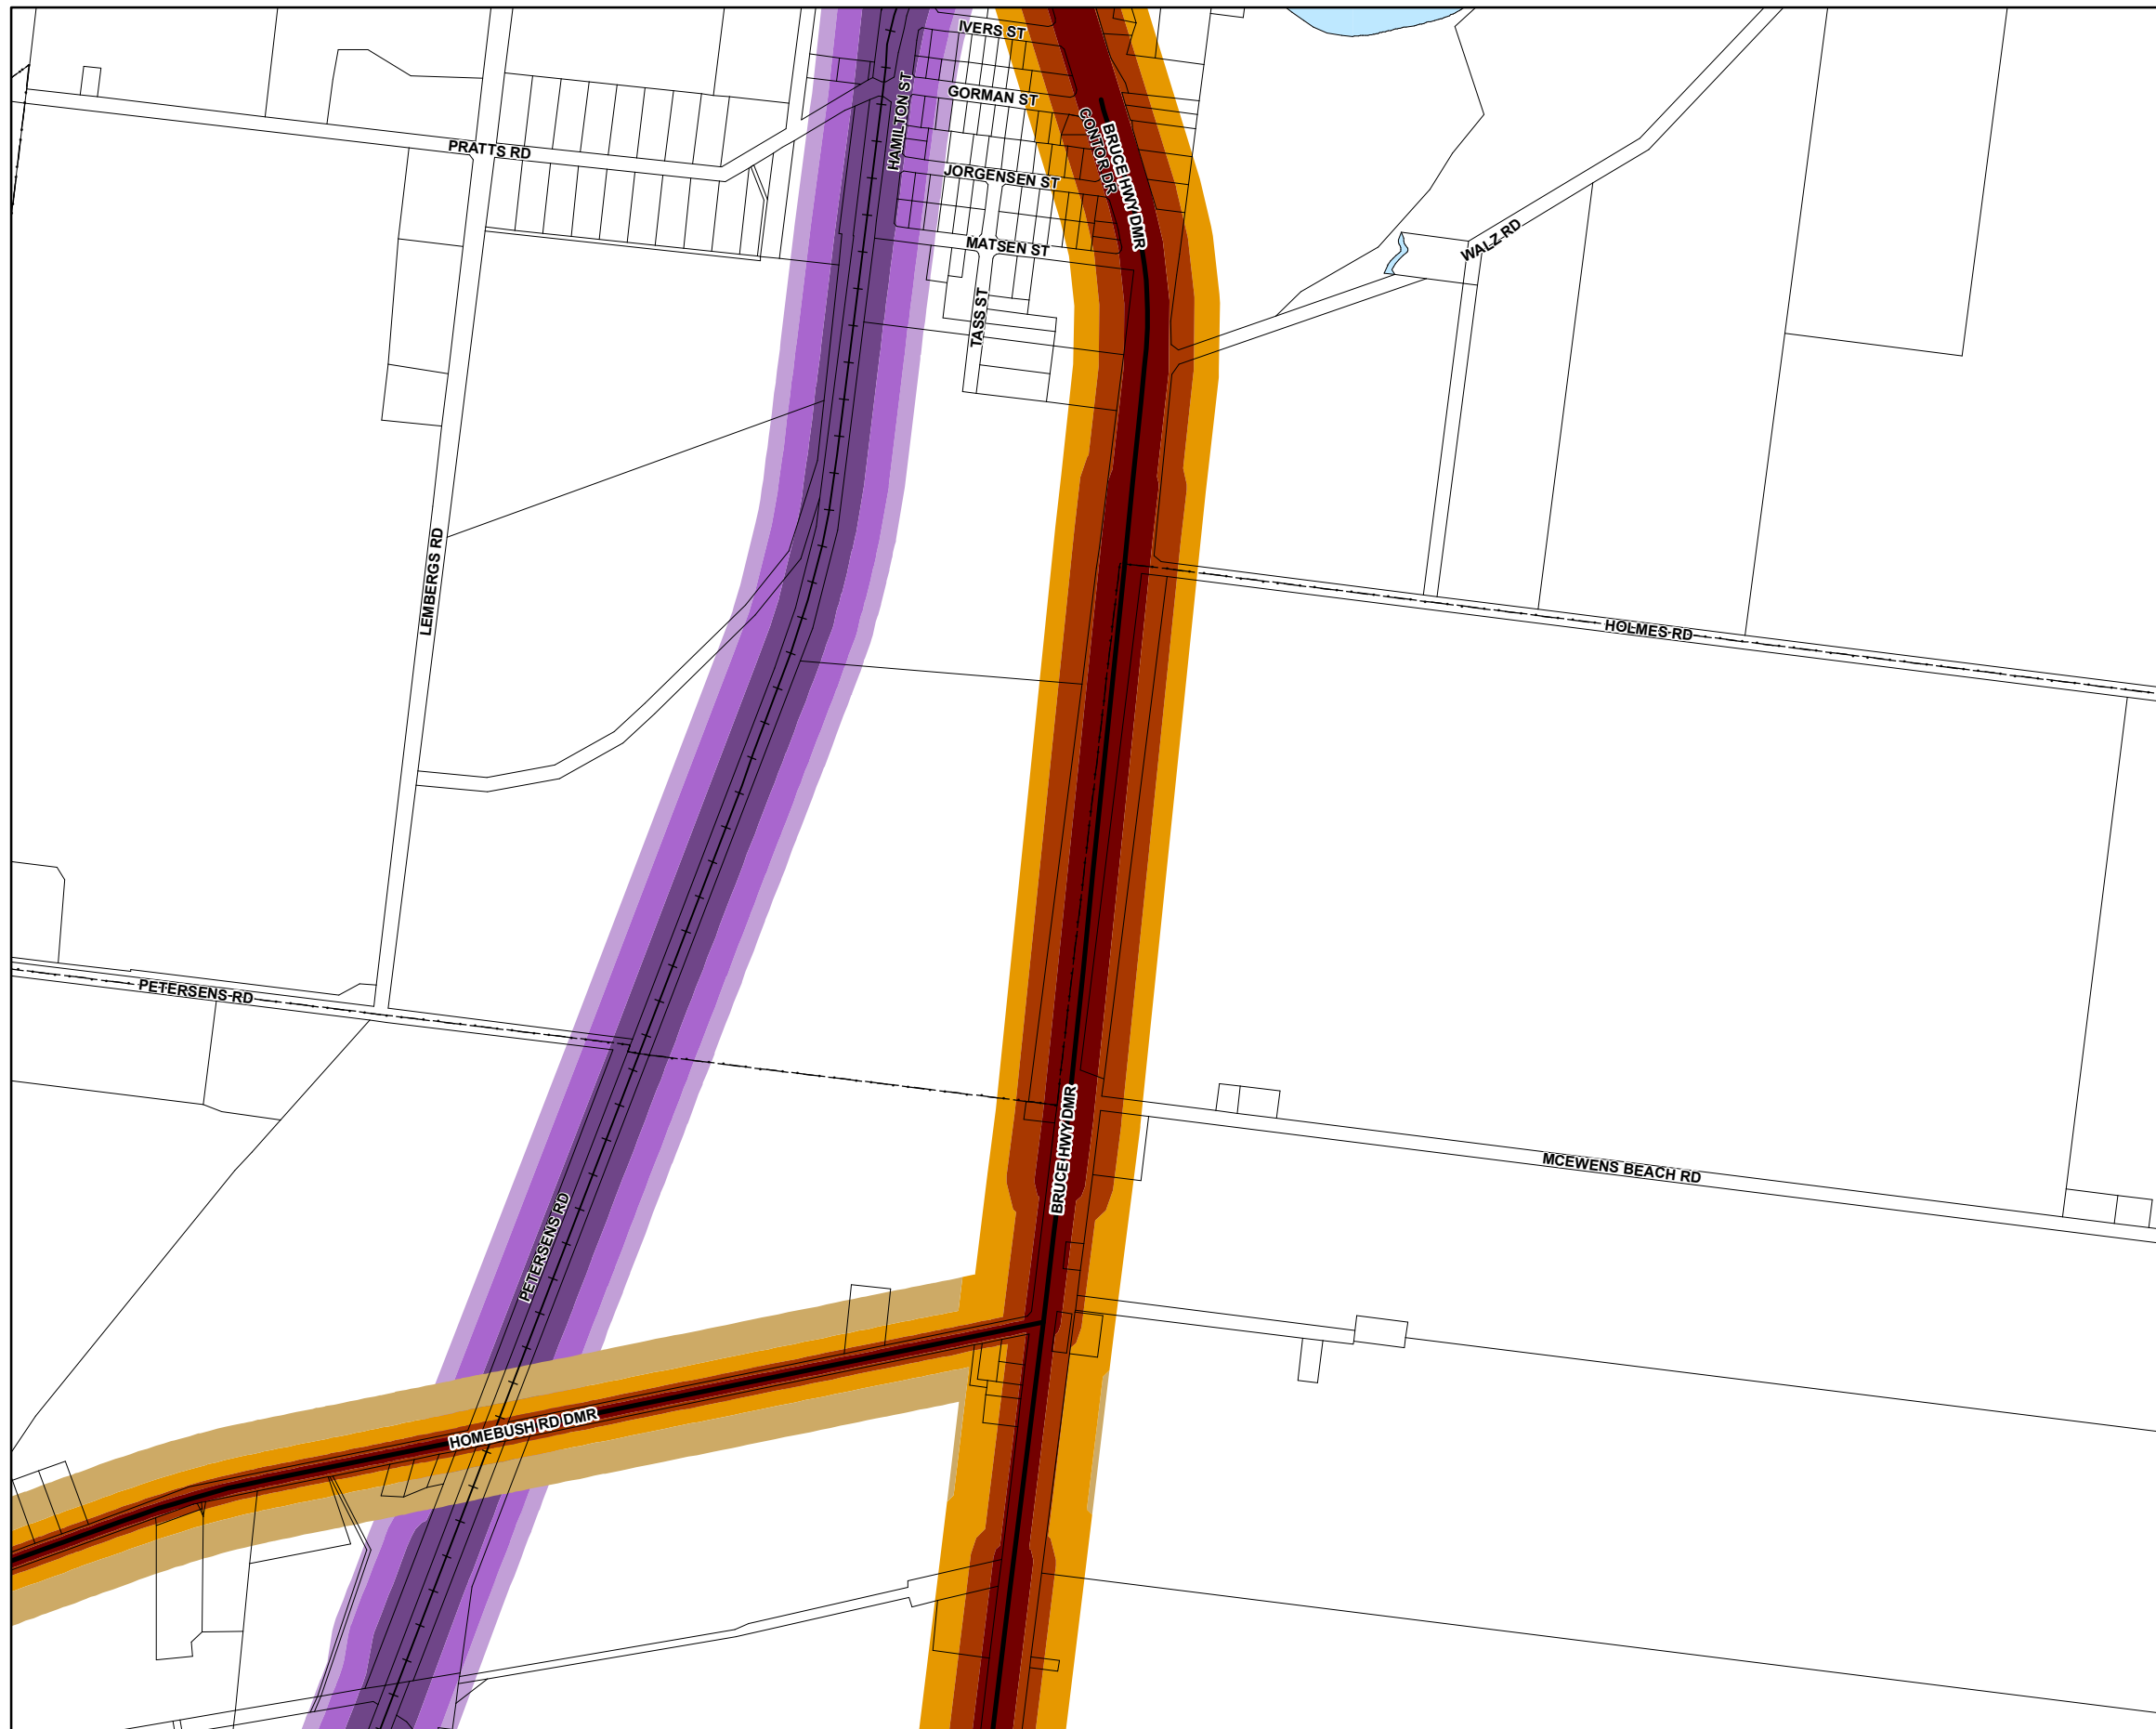 IVERS ST
HAMILTON ST
GORMAN ST
BRUCE HWY DMR
CONTOR DR
PRATTS RD
JORGENSEN ST
MATSEN ST
WALZ RD
TASS ST
LEMBERGS RD
HOLMES RD
PETERSENS RD
BRUCE HWY DMR
MCEWENS BEACH RD
PETERSENS RD
HOMEBUSH RD DMR